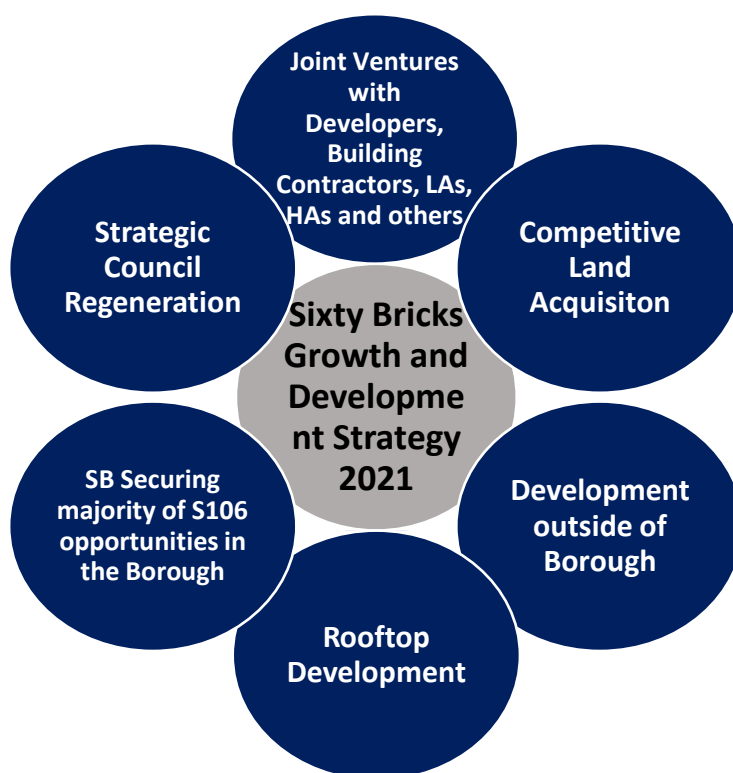 Joint Ventures
with
Developers,
Building
Contractors, LAs,
HAs and others
Competitive
Land
Acquisiton
Development
outside of
Borough
Rooftop
Development
SB Securing
majority of S106
opportunities in
the Borough
Strategic
Council
Regeneration
Sixty Bricks
Growth and
Developme
nt Strategy
2021